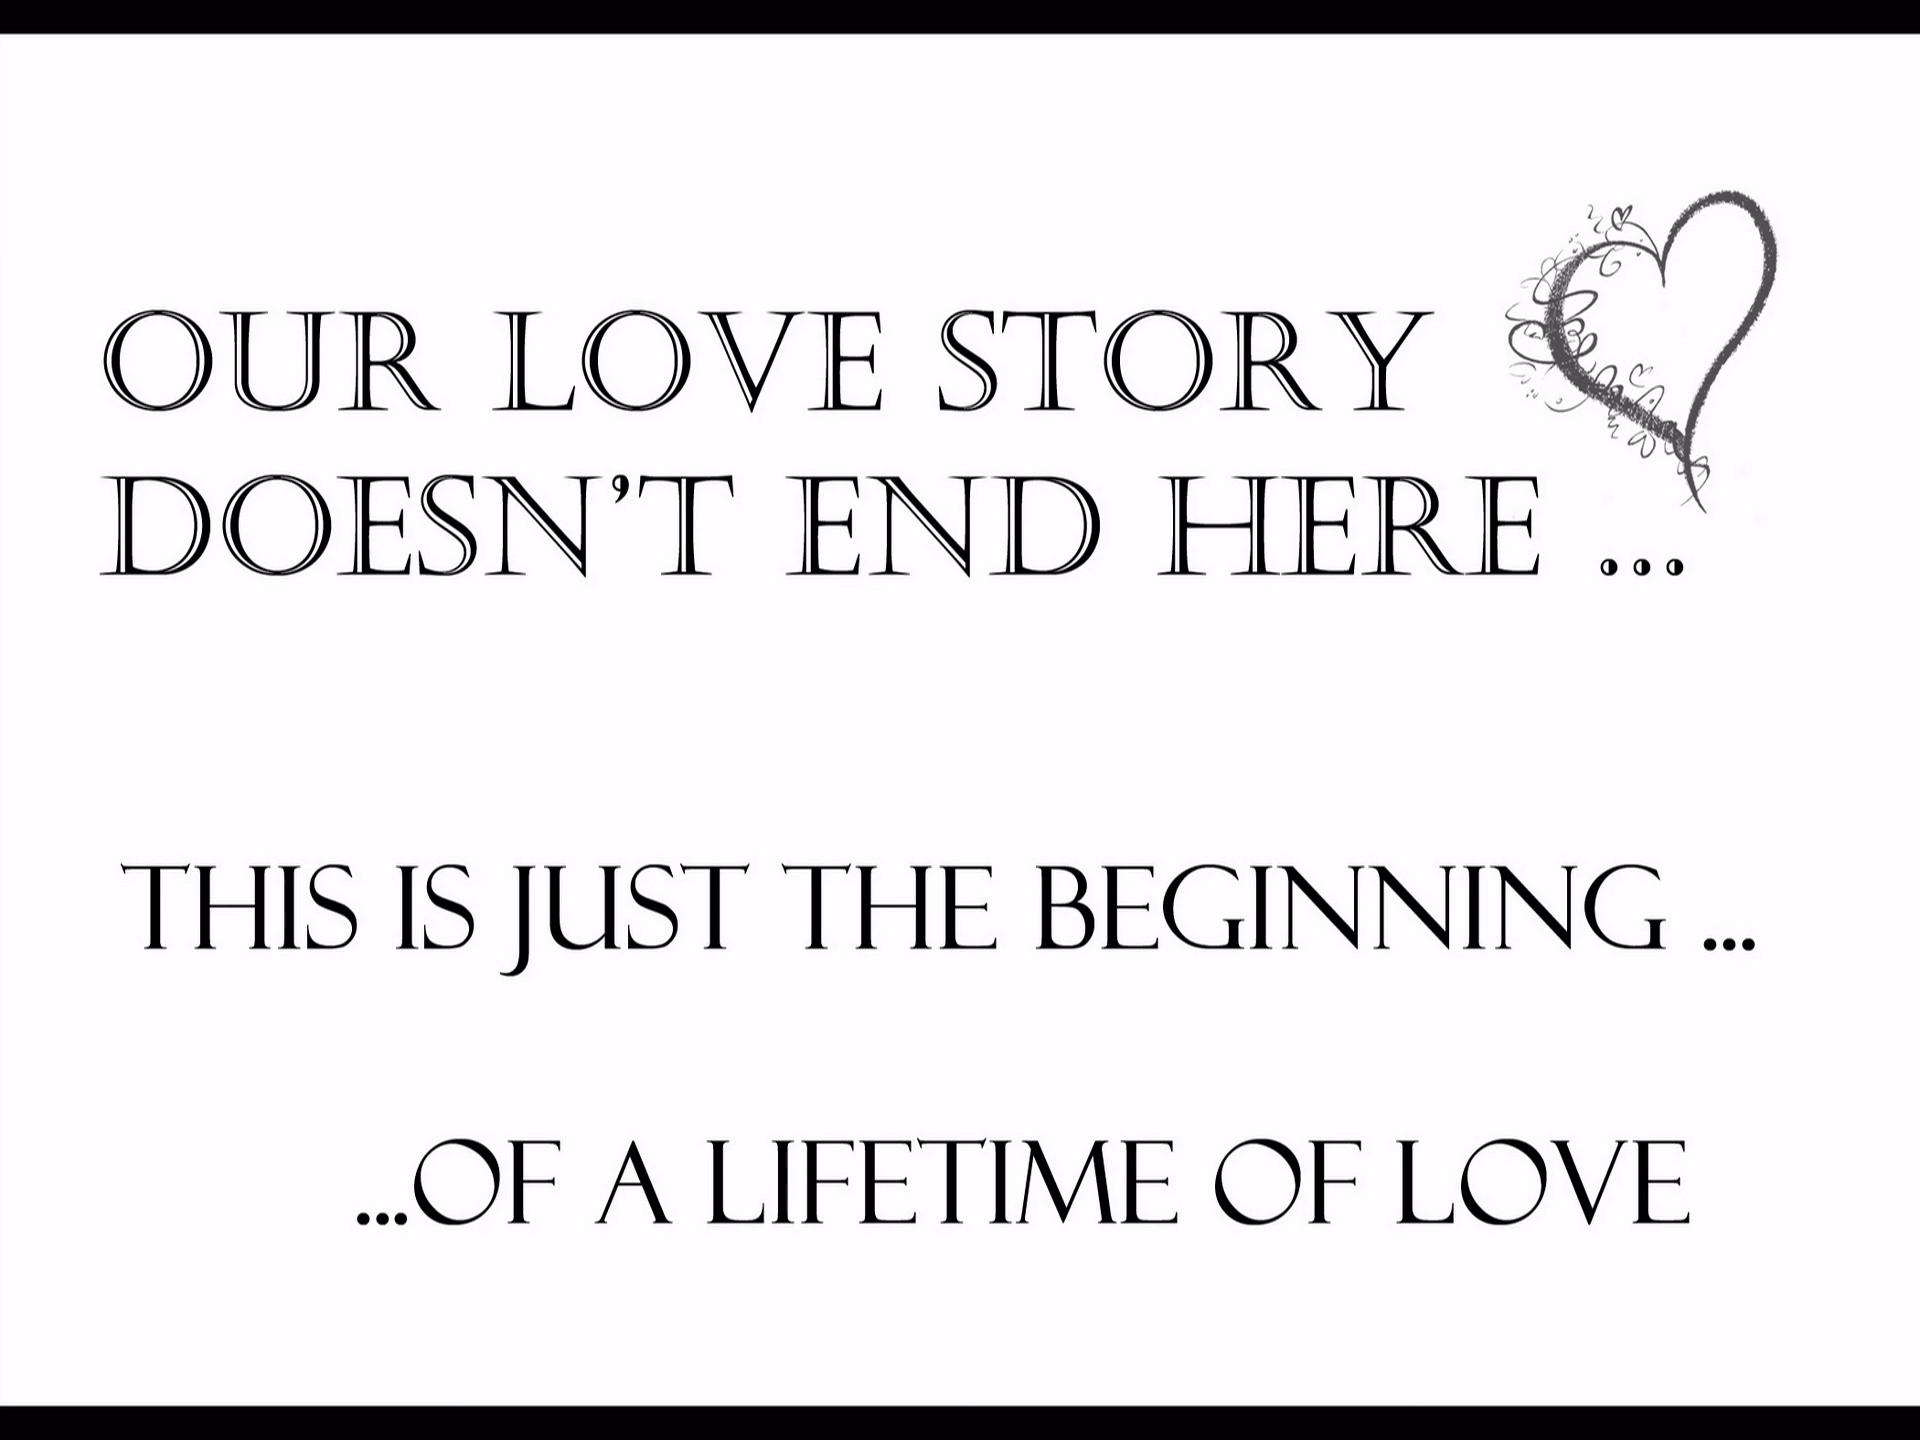 OUR LOVE STORY
DOESN'T END HERE ...
THIS IS JUST THE BEGINNING ...
...OF A LIFETIME OF LOVE